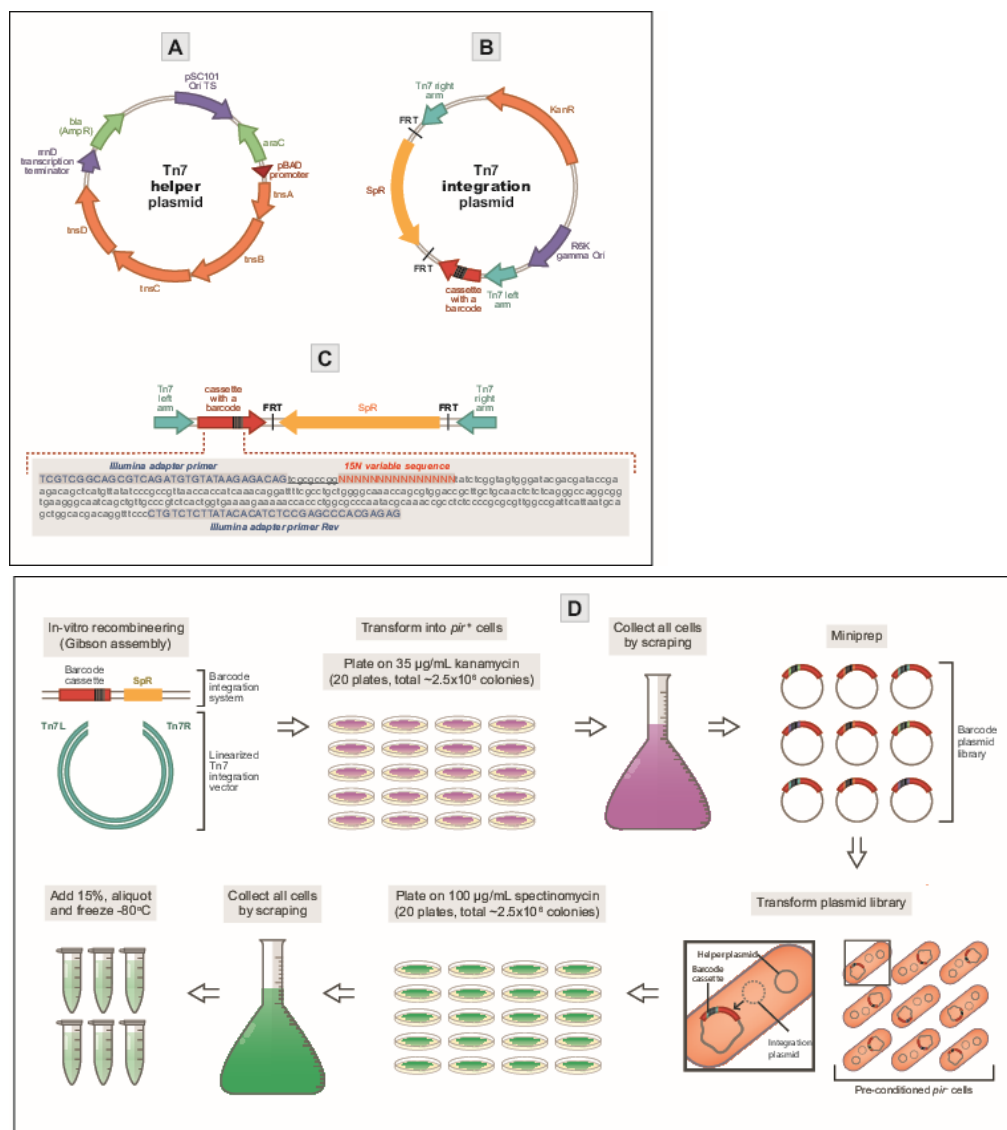 A
pSC101
Ori TS
bla
(AmpR)
araC
rrnD
transcription
terminator
pBAD
promoter
Tn7
helper
plasmid
tnsA
tnsD
tnsB
tnsC
B
Tn7 right
arm
KanR
FRT
Tn7
integration
plasmid
SpR
R6K
gamma Ori
FRT
cassette
with a
barcode
Tn7 left
arm
C
Tn7
left
arm
cassette
with a
barcode
FRT
SpR
FRT
Tn7
right
arm
Illumina adapter primer
15N variable sequence
TCGTCGGCAGCGTCAGATGTGTATAAGAGACAGtcgcgccggNNNNNNNNNNNNNNNtatctcggtagtgggatacgacgataccga
agacagctcatgttatatcccgccgttaaccaccatcaaacaggattttcgcctgctggggcaaaccagcgtggaccgcttgctgcaactctctcagggccaggcgg
tgaagggcaatcagctgttgcccgtctcactggtgaaaagaaaaaccaccctggcgcccaatacgcaaaccgcctctccccgcgcgttggccgattcattaatgca
gctggcacgacaggtttcccCTGTCTCTTATACACATCTCCGAGCCCACGAGAG
Illumina adapter primer Rev
D
In-vitro recombineering
(Gibson assembly)
Barcode
cassette
SpR
Barcode
integration
system
Tn7L
Tn7R
Linearized
Tn7
integration
vector
Transform into pir⁺ cells
Plate on 35 µg/mL kanamycin
(20 plates, total ~2.5x10⁶ colonies)
Collect all cells
by scraping
Miniprep
Barcode
plasmid
library
Transform plasmid library
Helper plasmid
Barcode
cassette
Integration
plasmid
Pre-conditioned pir⁻ cells
Plate on 100 µg/mL spectinomycin
(20 plates, total ~2.5x10⁶ colonies)
Collect all cells
by scraping
Add 15%, aliquot
and freeze -80ºC